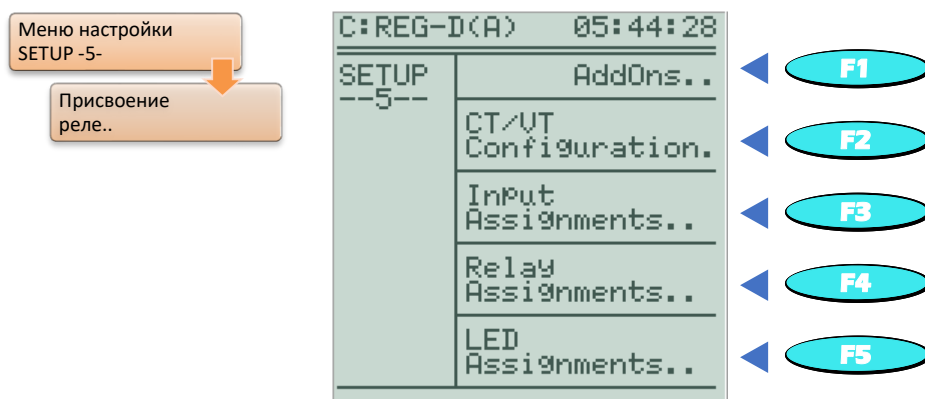 Меню настройки
SETUP -5-
Присвоение
реле..
C:REG-D(A) 05:44:28
SETUP
--5--
AddOns..
F1
CT/VT
Configuration.
F2
Input
Assignments..
F3
Relay
Assignments..
F4
LED
Assignments..
F5